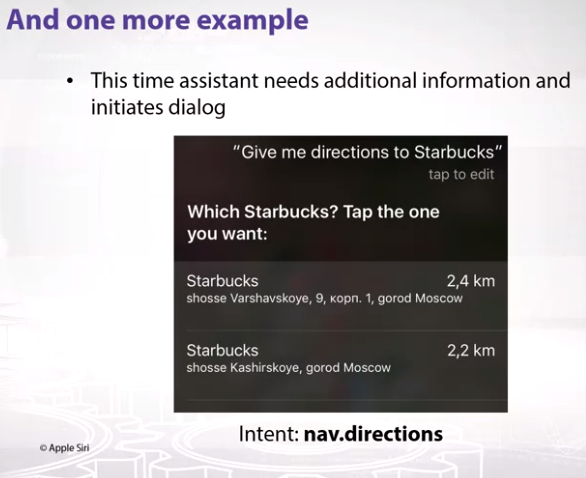 And one more example
• This time assistant needs additional information and
initiates dialog
"Give me directions to Starbucks"
tap to edit
Which Starbucks? Tap the one
you want:
Starbucks 2,4 km
shosse Varshavskoye, 9, корп. 1, gorod Moscow
Starbucks 2,2 km
shosse Kashirskoye, gorod Moscow
Intent: nav.directions
© Apple Siri